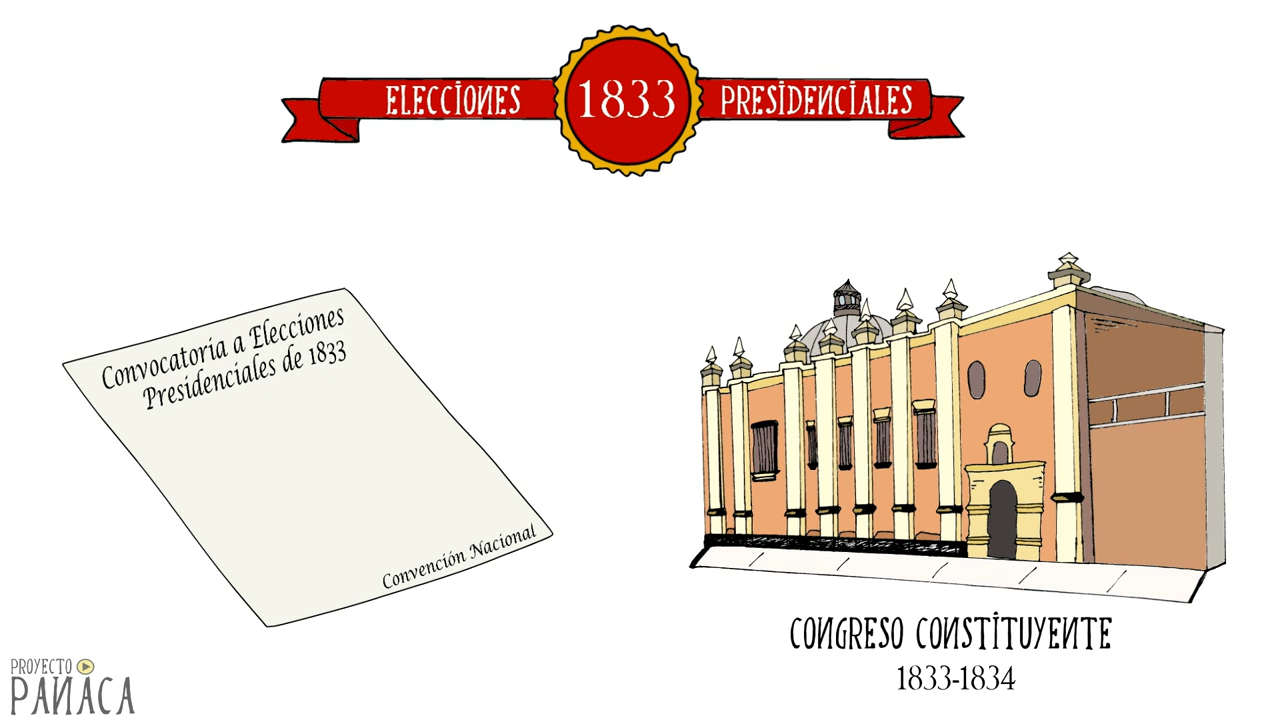 ELECCIONES 1833 PRESIDENCIALES
Convocatoria a Elecciones
Presidenciales de 1833
Convención Nacional
CONGRESO CONSTITUYENTE
1833-1834
PROYECTO
PANACA